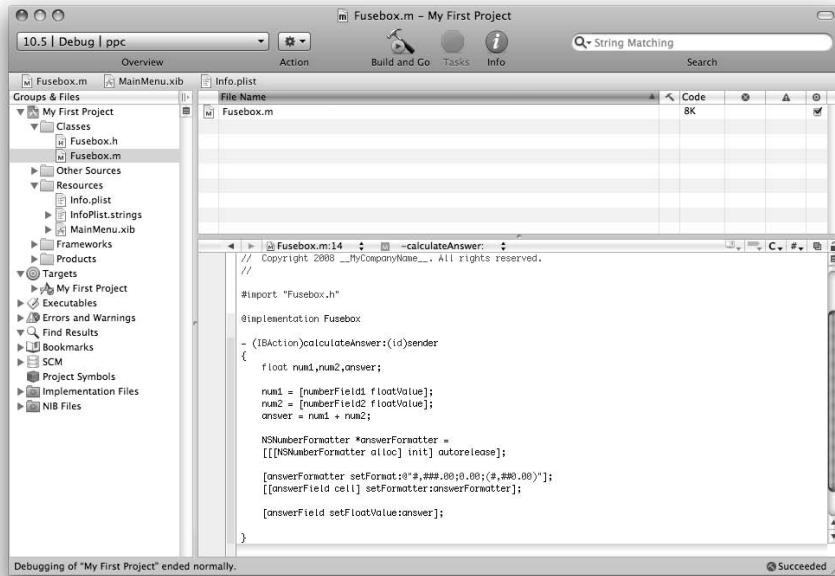 Fusebox.m – My First Project
10.5 | Debug | ppc
String Matching
Overview
Action
Build and Go
Tasks
Info
Search
Fusebox.m
MainMenu.xib
Info.plist
Groups & Files
My First Project
Classes
Fusebox.h
Fusebox.m
Other Sources
Resources
Info.plist
InfoPlist.strings
MainMenu.xib
Frameworks
Products
Targets
My First Project
Executables
Errors and Warnings
Find Results
Bookmarks
SCM
Project Symbols
Implementation Files
NIB Files
File Name
Code
Fusebox.m
8K
Fusebox.m:14
-calculateAnswer:
C
#
// Copyright 2008 __MyCompanyName__. All rights reserved.
//
#import "Fusebox.h"
@implementation Fusebox
- (IBAction)calculateAnswer:(id)sender
{
float num1,num2,answer;
num1 = [numberField1 floatValue];
num2 = [numberField2 floatValue];
answer = num1 + num2;
NSNumberFormatter *answerFormatter =
[[[NSNumberFormatter alloc] init] autorelease];
[answerFormatter setFormat:@"#,###.00;0.00;(#,##0.00)"];
[[answerField cell] setFormatter:answerFormatter];
[answerField setFloatValue:answer];
}
Debugging of "My First Project" ended normally.
Succeeded